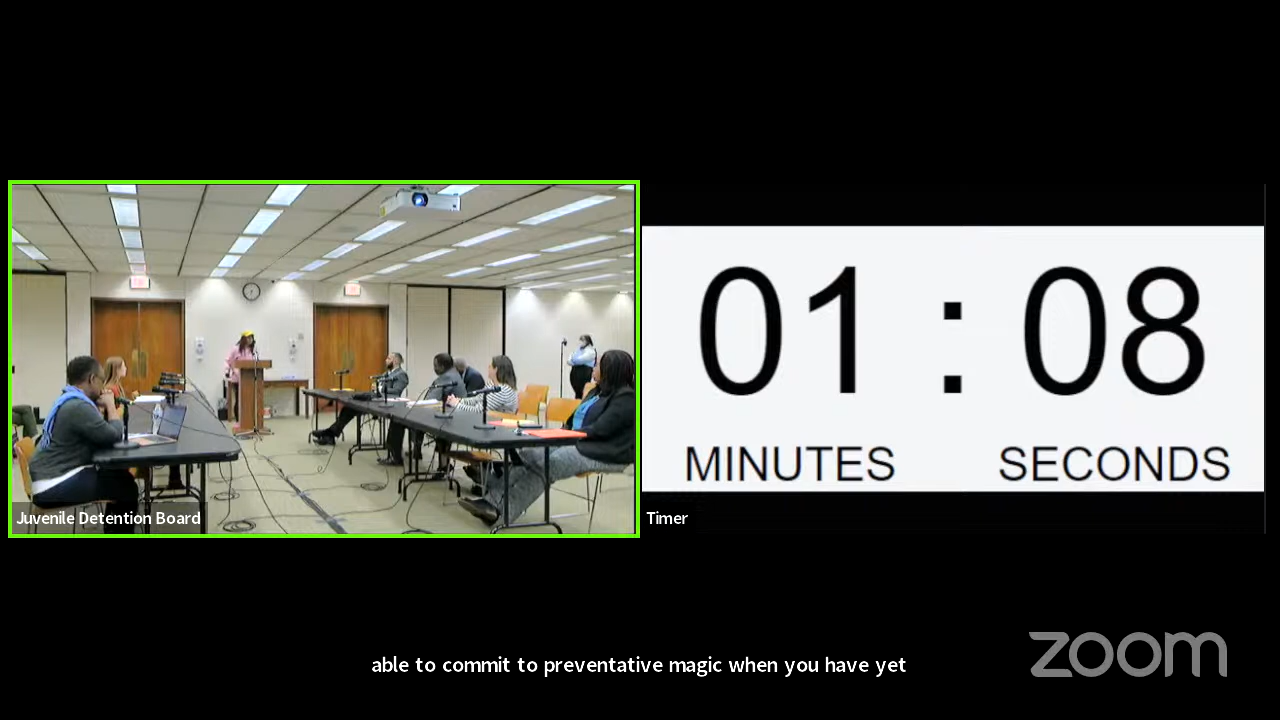 01 : 08
MINUTES SECONDS
Juvenile Detention Board
Timer
able to commit to preventative magic when you have yet
zoom